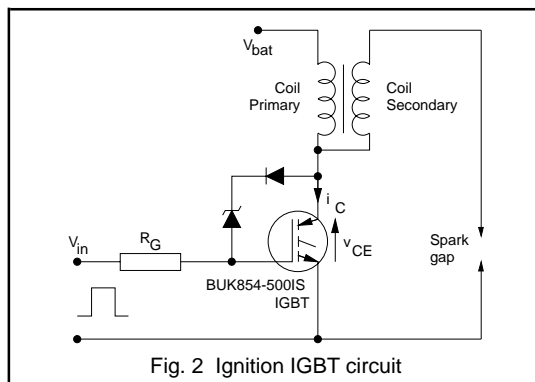 V bat
Coil
Primary
Coil
Secondary
i C
v CE
V in
R G
BUK854-500IS
IGBT
Spark
gap
Fig. 2 Ignition IGBT circuit